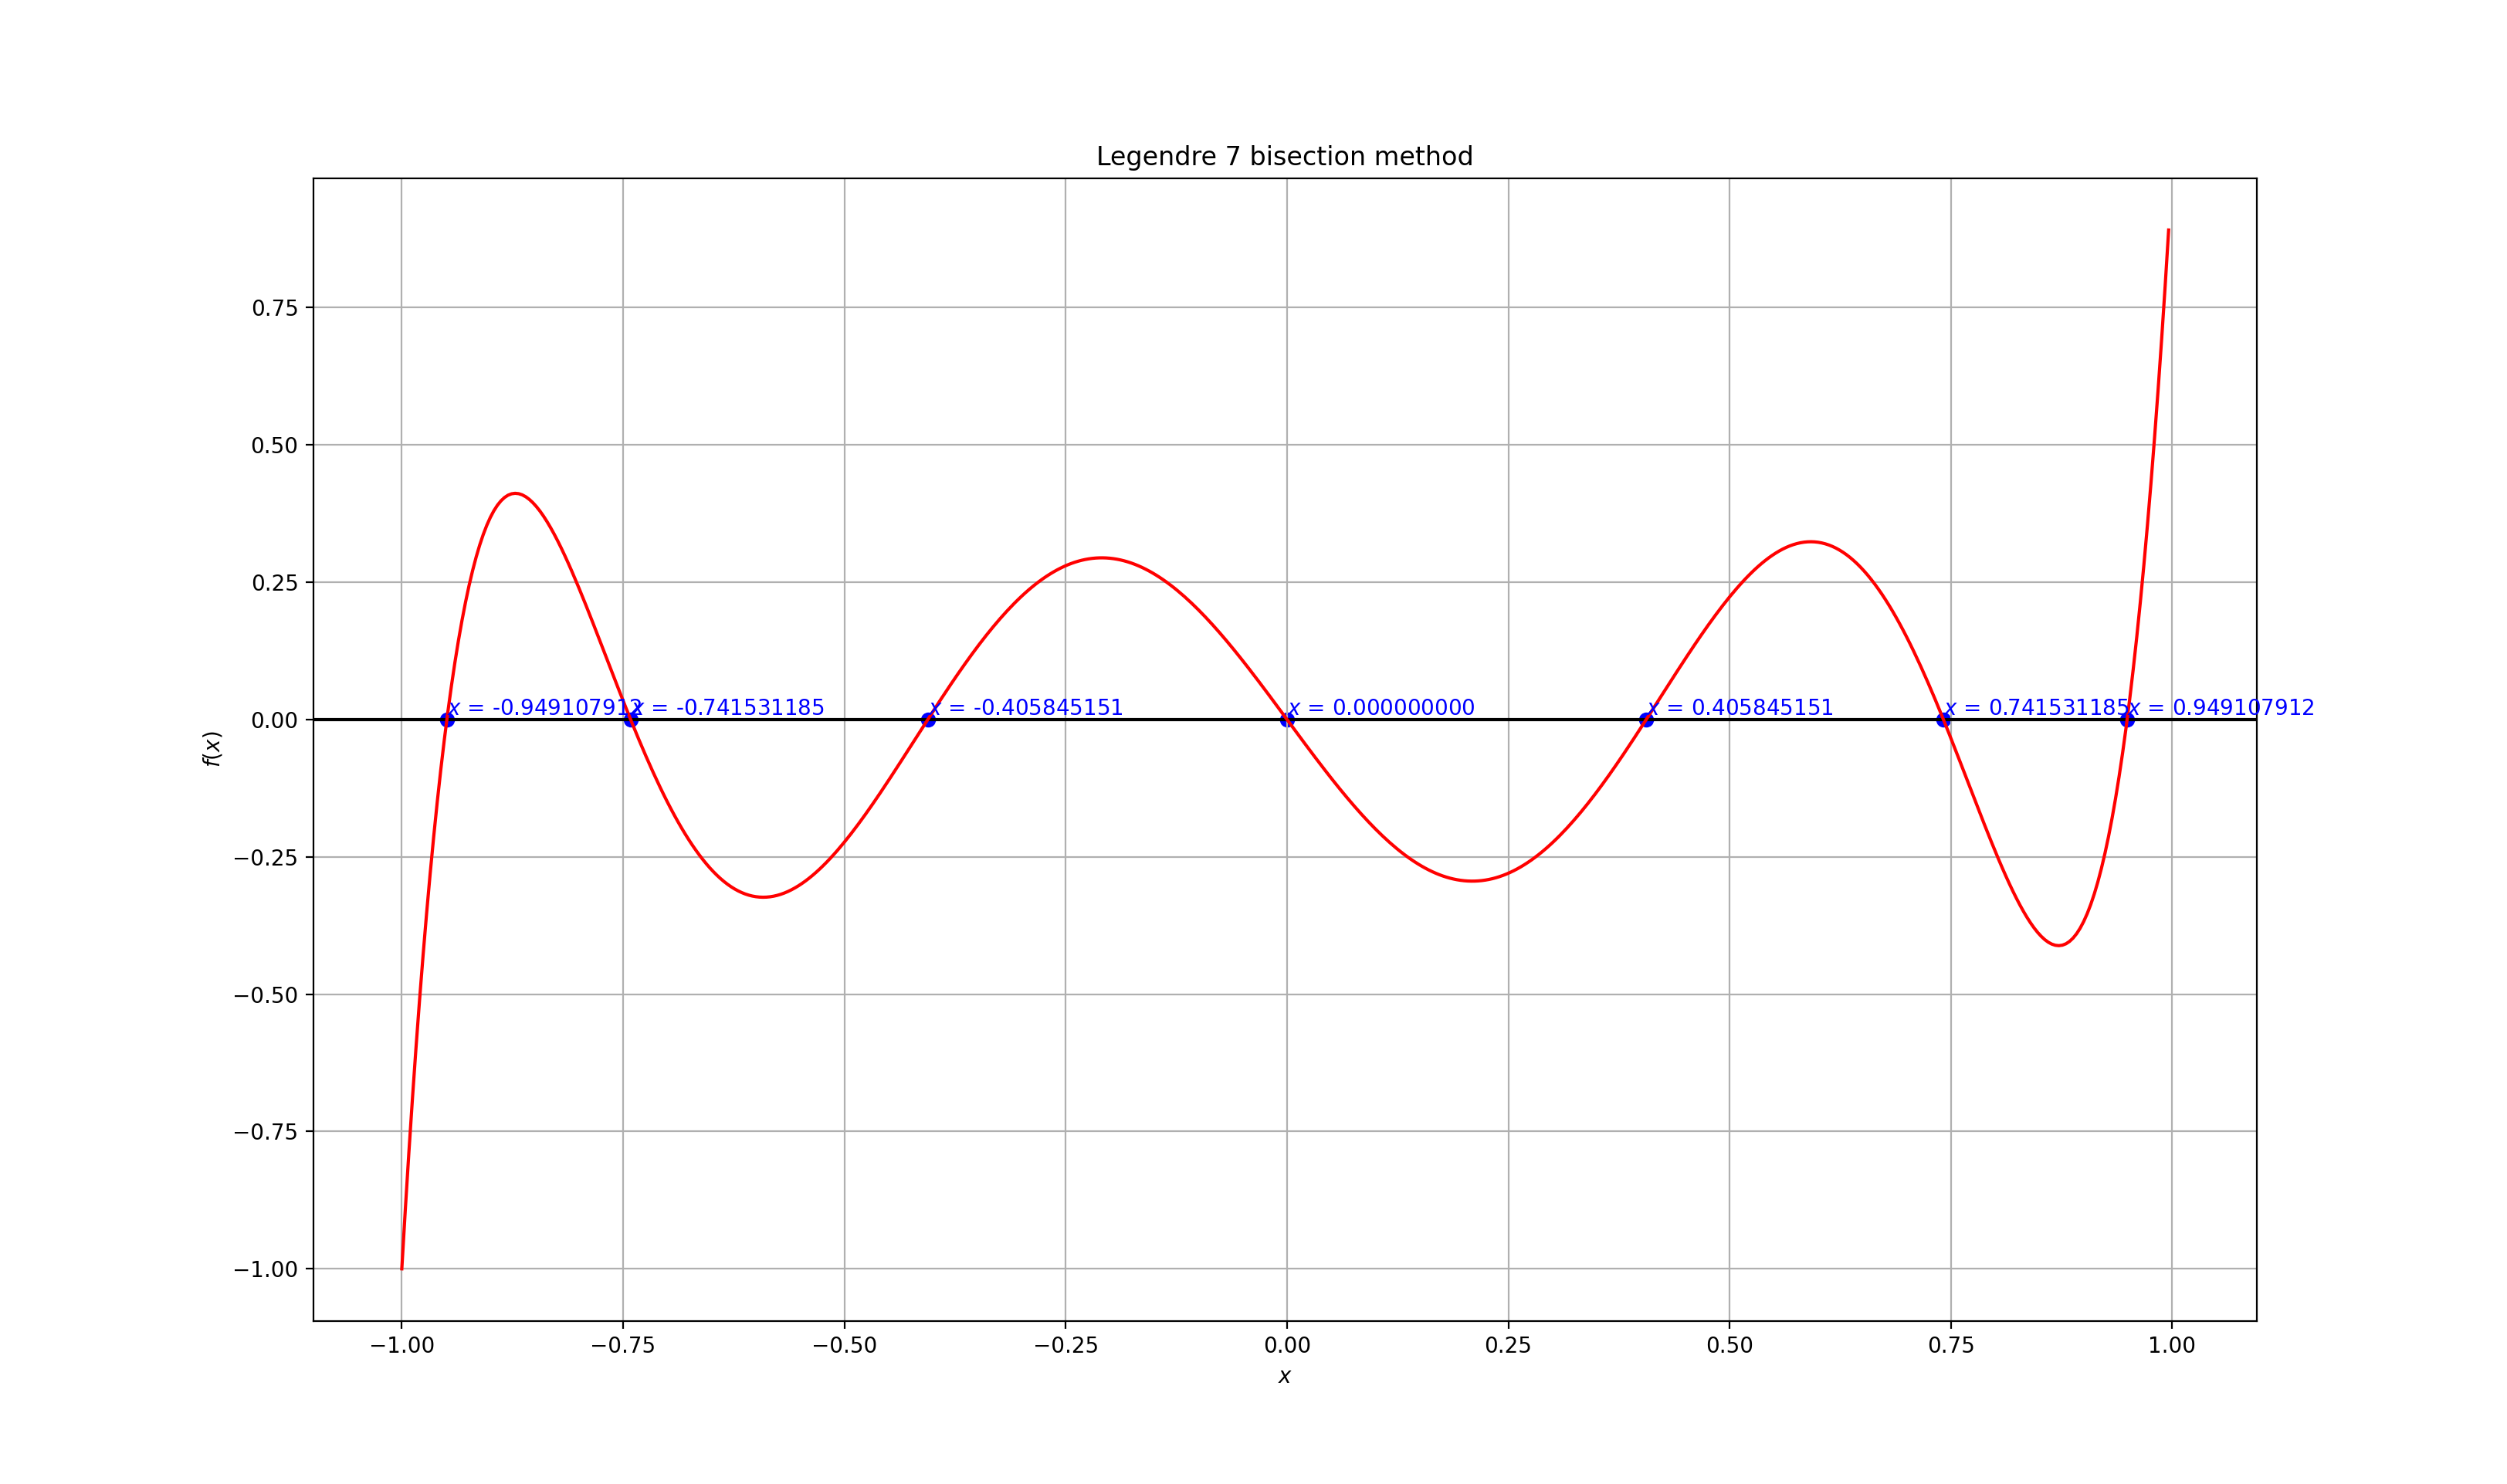 Legendre 7 bisection method
0.75
0.50
0.25
0.00
−0.25
−0.50
−0.75
−1.00
f(x)
x = -0.949107912
x = -0.741531185
x = -0.405845151
x = 0.000000000
x = 0.405845151
x = 0.741531185
x = 0.949107912
−1.00 −0.75 −0.50 −0.25 0.00 0.25 0.50 0.75 1.00
x